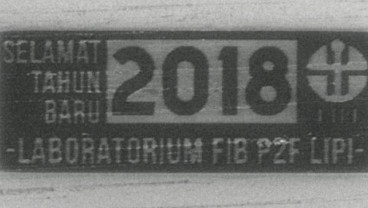 SELAMAT
TAHUN
BARU
2018
-LABORATORIUM FIB P2F LIPI-